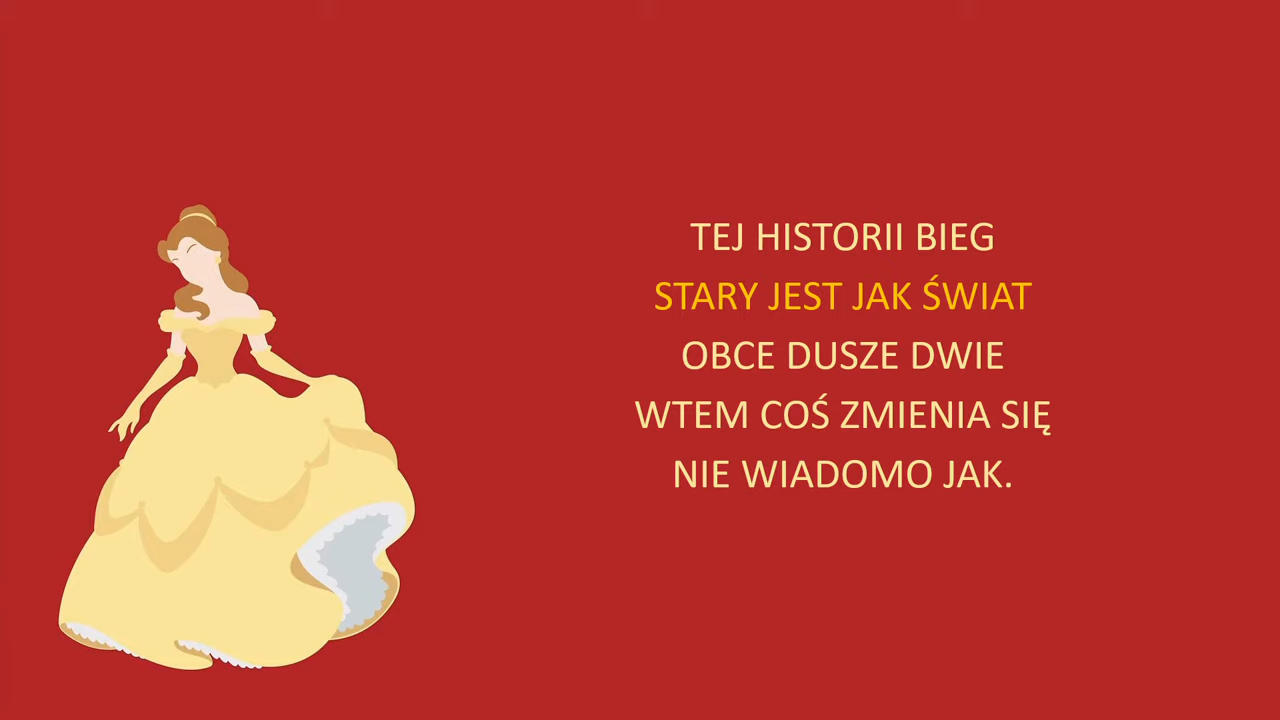 TEJ HISTORII BIEG
STARY JEST JAK ŚWIAT
OBCE DUSZE DWIE
WTEM COŚ ZMIENIA SIĘ
NIE WIADOMO JAK.